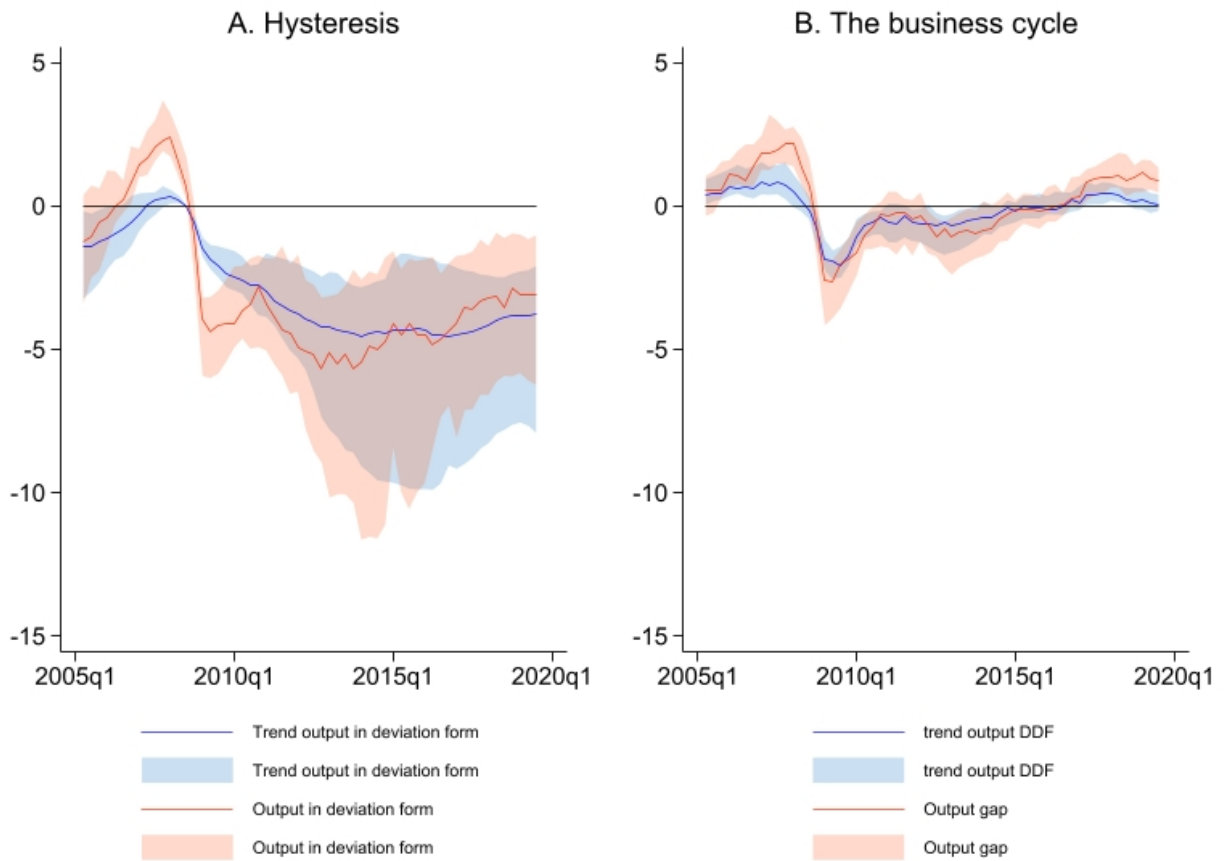 A. Hysteresis
B. The business cycle
5
0
-5
-10
-15
2005q1 2010q1 2015q1 2020q1
5
0
-5
-10
-15
2005q1 2010q1 2015q1 2020q1
Trend output in deviation form
Trend output in deviation form
Output in deviation form
Output in deviation form
trend output DDF
trend output DDF
Output gap
Output gap